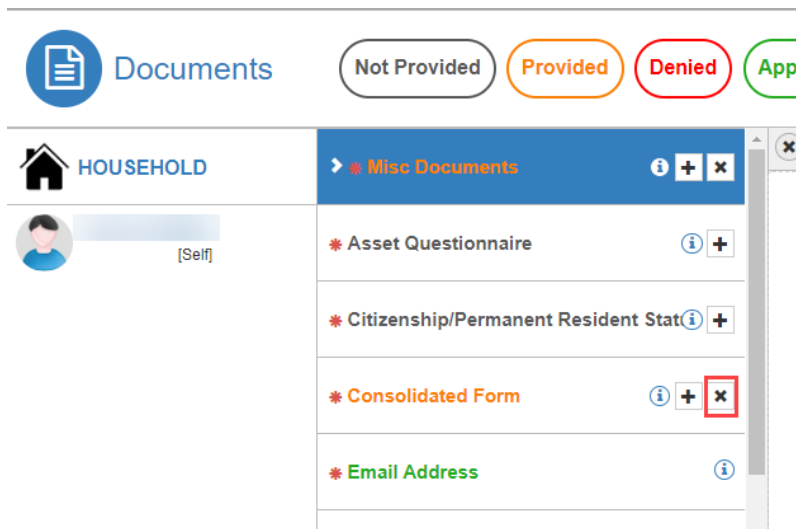 Documents
Not Provided
Provided
Denied
App
HOUSEHOLD
[Self]
Misc Documents
Asset Questionnaire
Citizenship/Permanent Resident Stat
Consolidated Form
Email Address